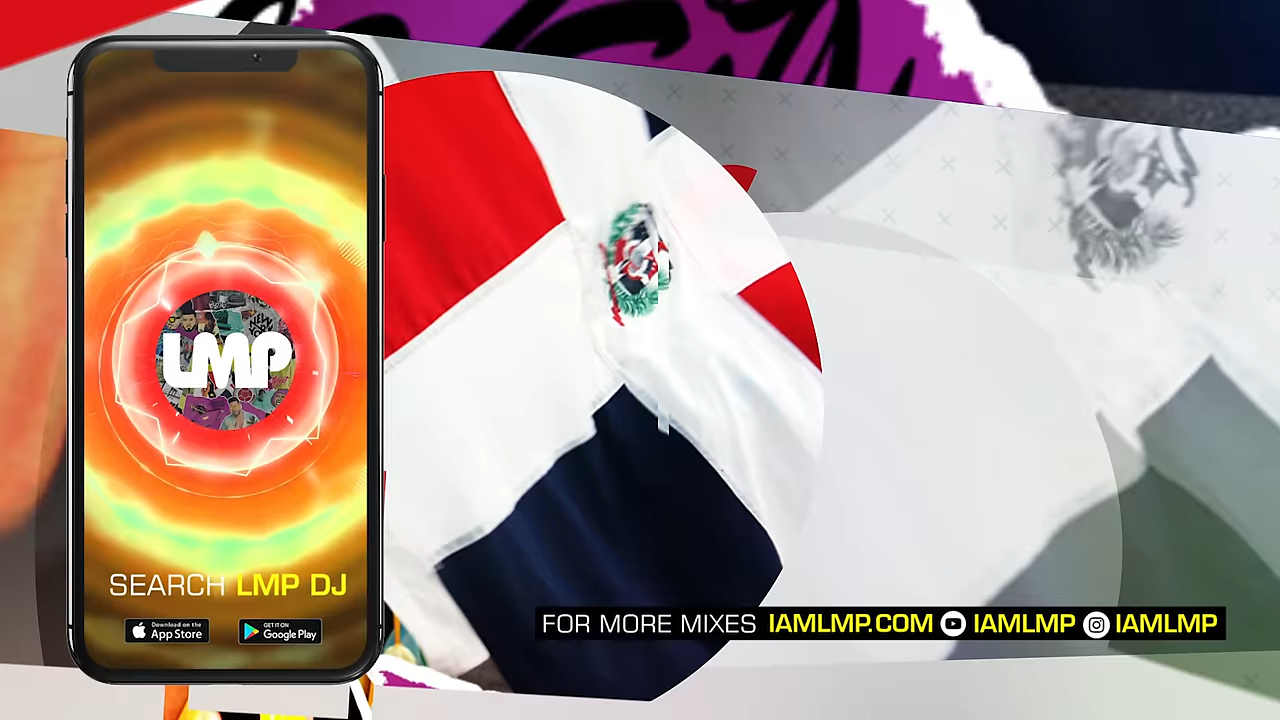 LMP
SEARCH LMP DJ
Download on the
App Store
GET IT ON
Google Play
FOR MORE MIXES IAMLMP.COM IAMLMP IAMLMP